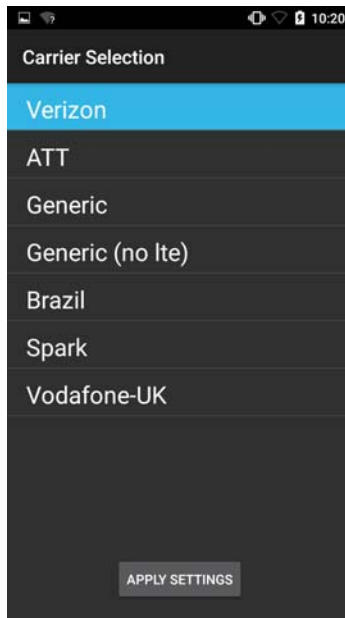 10:20
Carrier Selection
Verizon
ATT
Generic
Generic (no lte)
Brazil
Spark
Vodafone-UK
APPLY SETTINGS